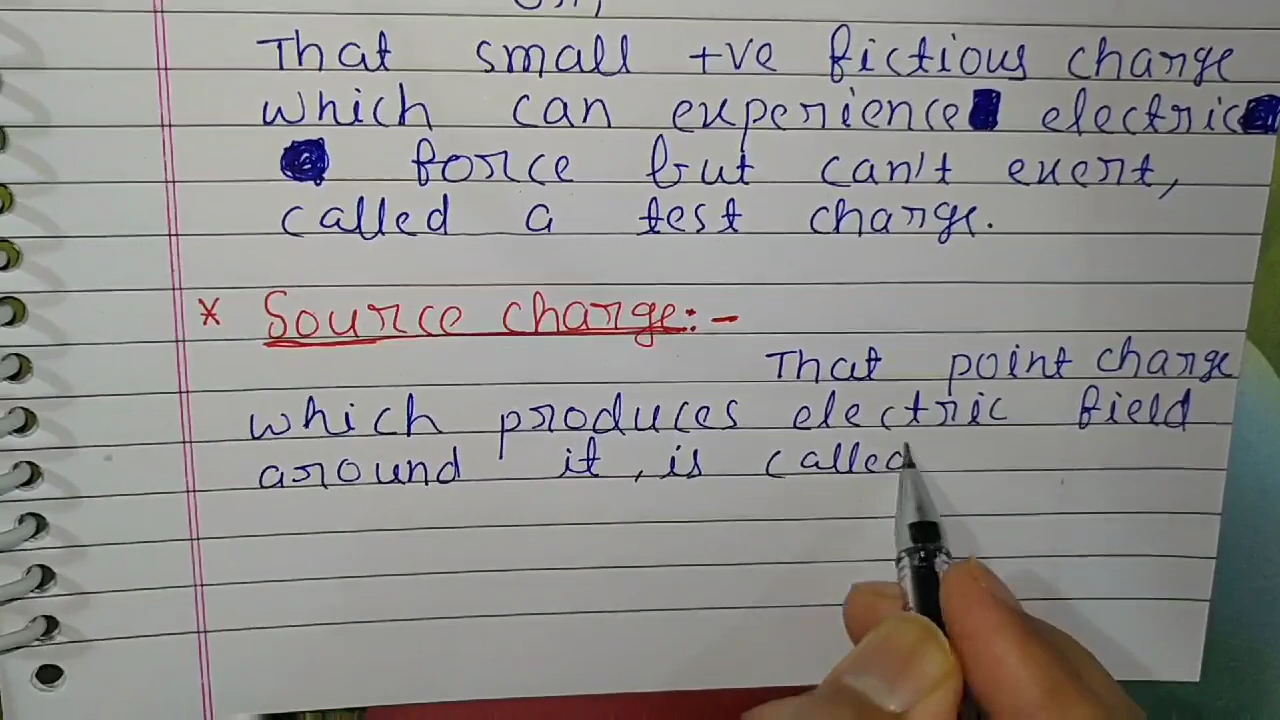 That small +ve fictious charge
which can experience electric
force but can't exert,
called a test charge.
* Source charge:-
That point charge
which produces electric field
around it, is called